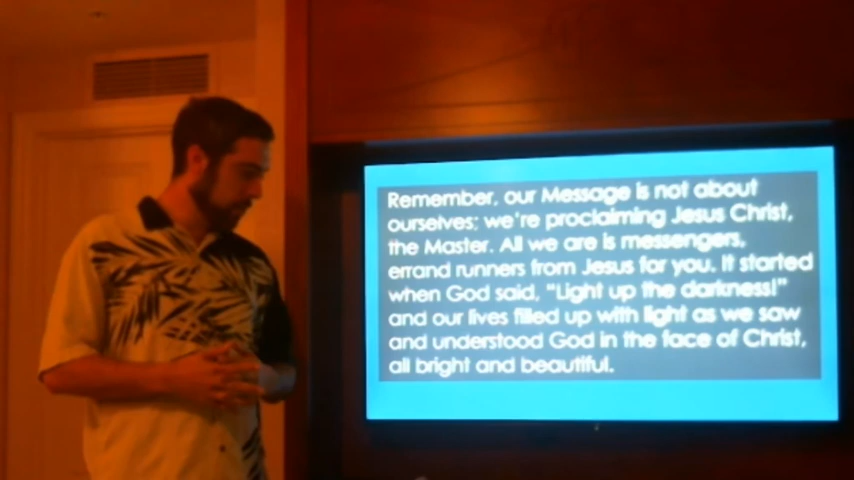 Remember, our Message is not about
ourselves; we're proclaiming Jesus Christ,
the Master. All we are is messengers,
errand runners from Jesus for you. It started
when God said, "Light up the darkness!"
and our lives filled up with light as we saw
and understood God in the face of Christ,
all bright and beautiful.